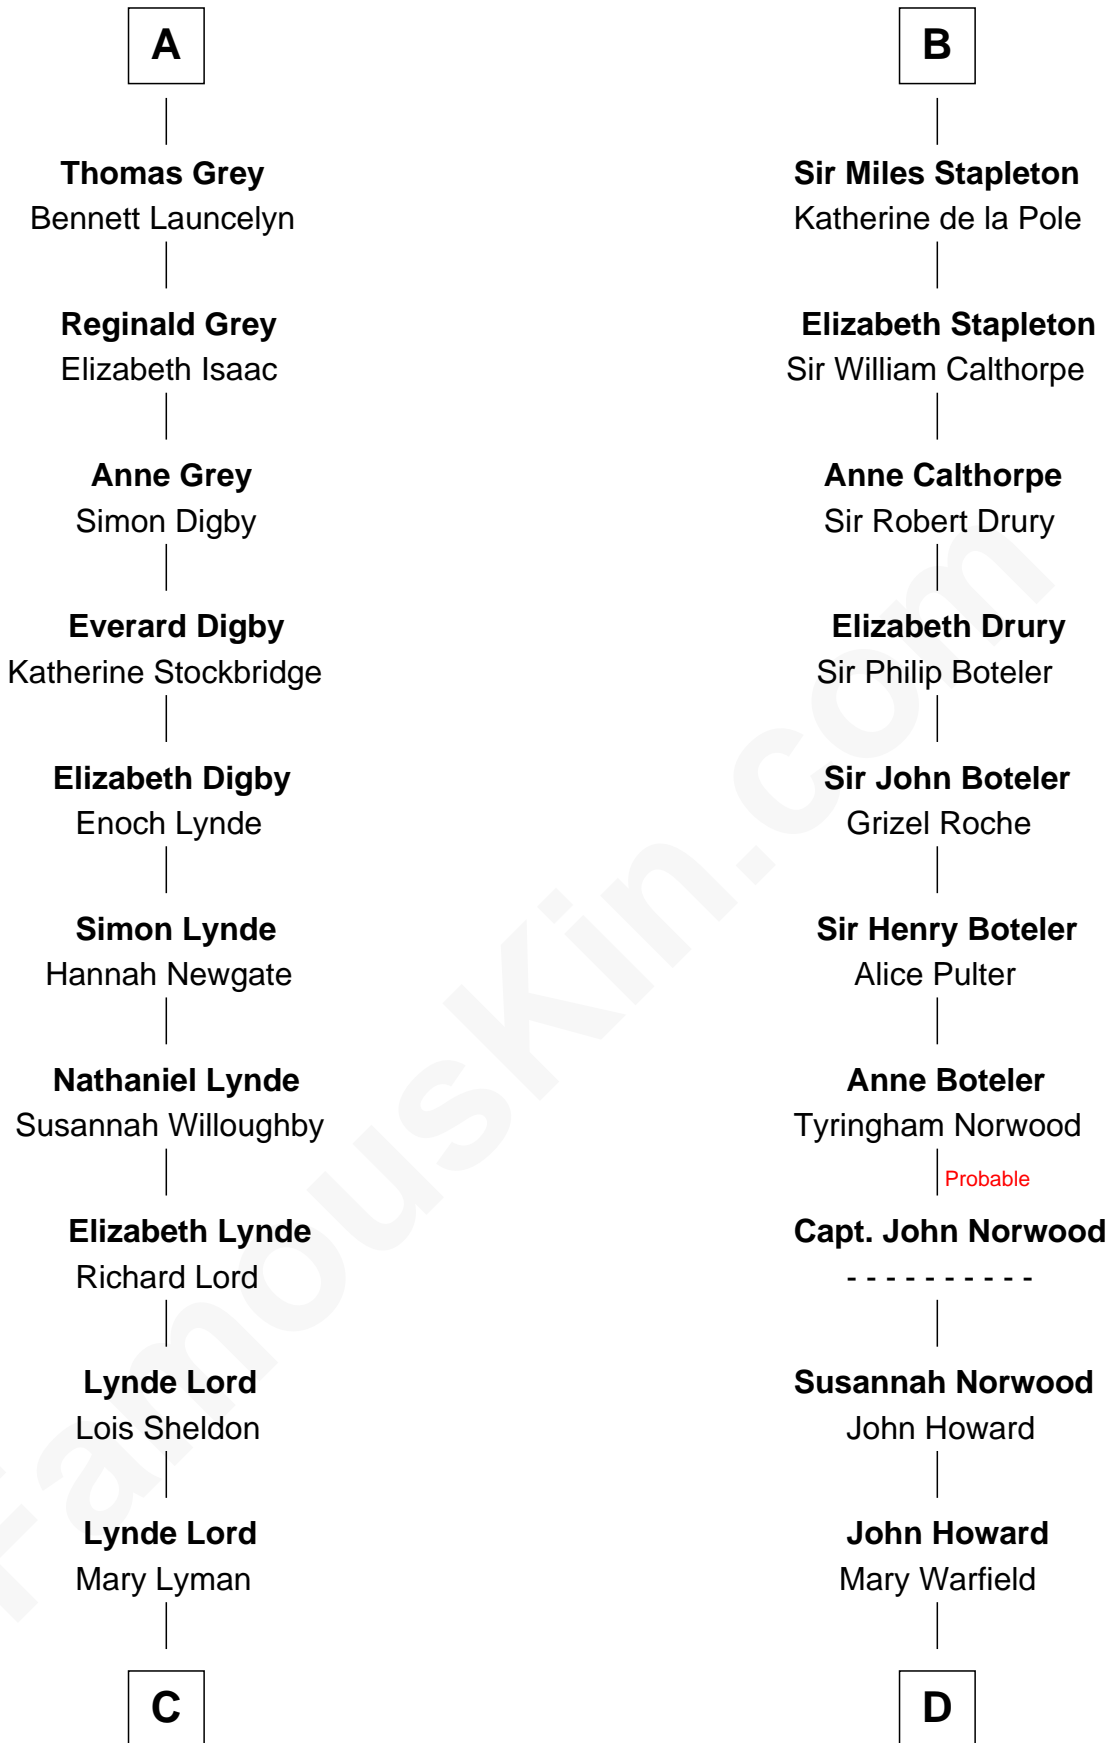 A
Thomas Grey
Bennett Launcelyn
Reginald Grey
Elizabeth Isaac
Anne Grey
Simon Digby
Everard Digby
Katherine Stockbridge
Elizabeth Digby
Enoch Lynde
Simon Lynde
Hannah Newgate
Nathaniel Lynde
Susannah Willoughby
Elizabeth Lynde
Richard Lord
Lynde Lord
Lois Sheldon
Lynde Lord
Mary Lyman
C
B
Sir Miles Stapleton
Katherine de la Pole
Elizabeth Stapleton
Sir William Calthorpe
Anne Calthorpe
Sir Robert Drury
Elizabeth Drury
Sir Philip Boteler
Sir John Boteler
Grizel Roche
Sir Henry Boteler
Alice Pulter
Anne Boteler
Tyringham Norwood
Probable
Capt. John Norwood
- - - - - - - - - -
Susannah Norwood
John Howard
John Howard
Mary Warfield
D
FamousKin.com